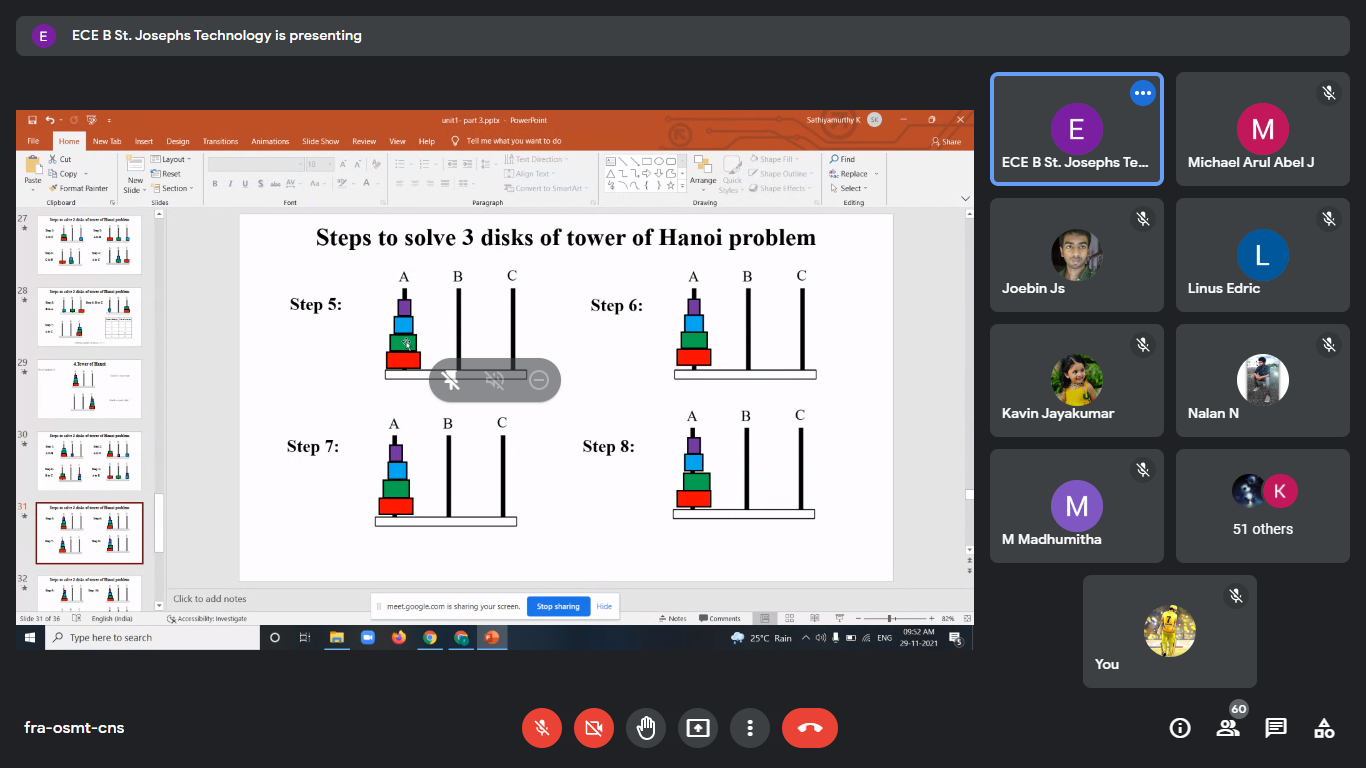 E
ECE B St. Josephs Technology is presenting
unit1- part 3.pptx - PowerPoint
Sathiyamurthy K
SK
File Home New Tab Insert Design Transitions Animations Slide Show Review View Help Tell me what you want to do Share
Paste
Cut
Copy
Format Painter
Clipboard
New Slide
Layout
Reset
Section
Slides
18
Font
Text Direction
Align Text
Convert to SmartArt
Paragraph
Arrange
Quick Styles
Shape Fill
Shape Outline
Shape Effects
Drawing
Find
Replace
Select
Editing
27
28
29
4.Tower of Hanoi
30
31
32
Steps to solve 3 disks of tower of Hanoi problem
Step 5:
A B C
Step 6:
A B C
Step 7:
A B C
Step 8:
A B C
Click to add notes
meet.google.com is sharing your screen.
Stop sharing
Hide
Slide 31 of 36
English (India)
Accessibility: Investigate
Notes
Comments
82%
Type here to search
25°C Rain
ENG
09:52 AM
29-11-2021
5
E
ECE B St. Josephs Te...
M
Michael Arul Abel J
Joebin Js
L
Linus Edric
Kavin Jayakumar
Nalan N
M
M Madhumitha
K
51 others
7
You
fra-osmt-cns
60